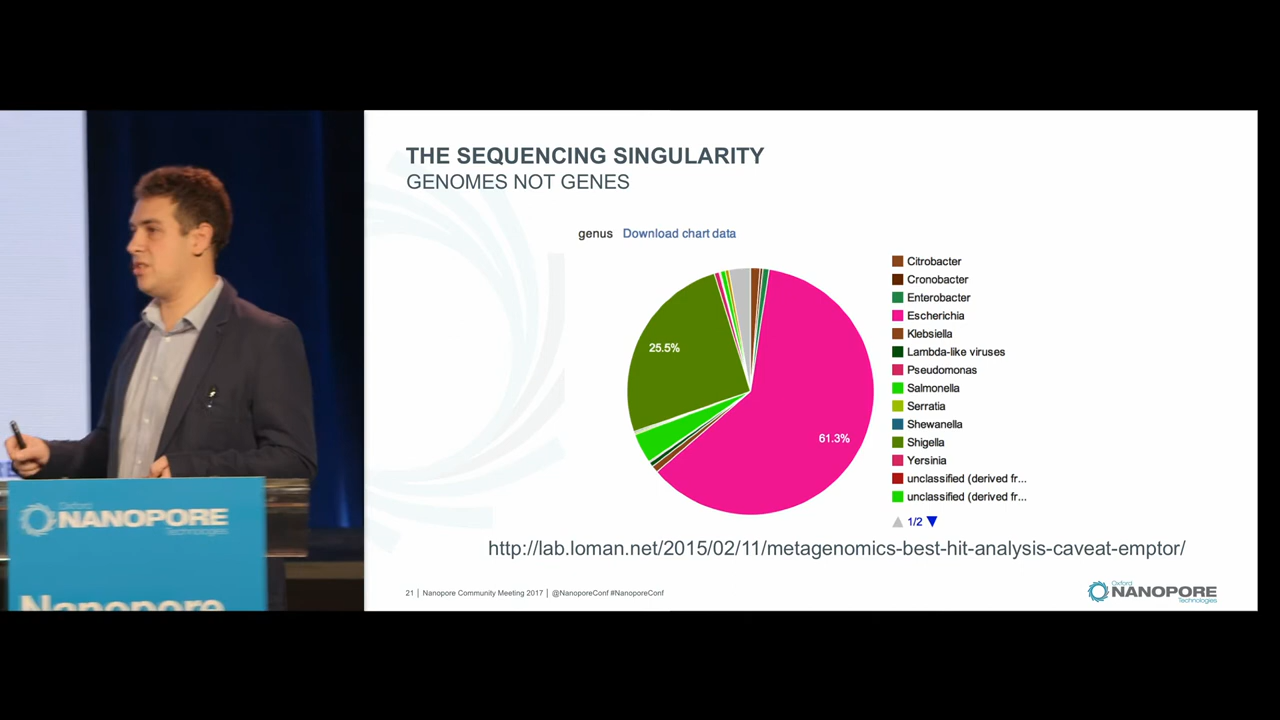 THE SEQUENCING SINGULARITY
GENOMES NOT GENES
genus Download chart data
25.5%
61.3%
Citrobacter
Cronobacter
Enterobacter
Escherichia
Klebsiella
Lambda-like viruses
Pseudomonas
Salmonella
Serratia
Shewanella
Shigella
Yersinia
unclassified (derived fr...
unclassified (derived fr...
1/2
http://lab.loman.net/2015/02/11/metagenomics-best-hit-analysis-caveat-emptor/
21 | Nanopore Community Meeting 2017 | @NanoporeConf #NanoporeConf
Oxford
NANOPORE
Technologies
Oxford
NANOPORE
Technologies
Nanopore